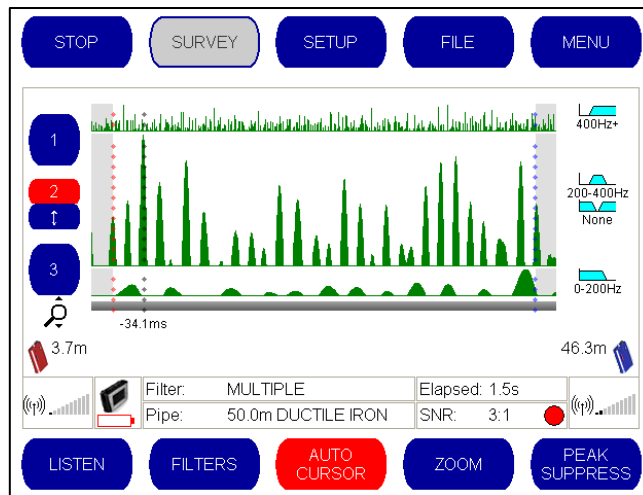 STOP
SURVEY
SETUP
FILE
MENU
1
400Hz+
2
200-400Hz
None
3
0-200Hz
-34.1ms
3.7m
46.3m
Filter: MULTIPLE
Elapsed: 1.5s
Pipe: 50.0m DUCTILE IRON
SNR: 3:1
LISTEN
FILTERS
AUTO
CURSOR
ZOOM
PEAK
SUPPRESS